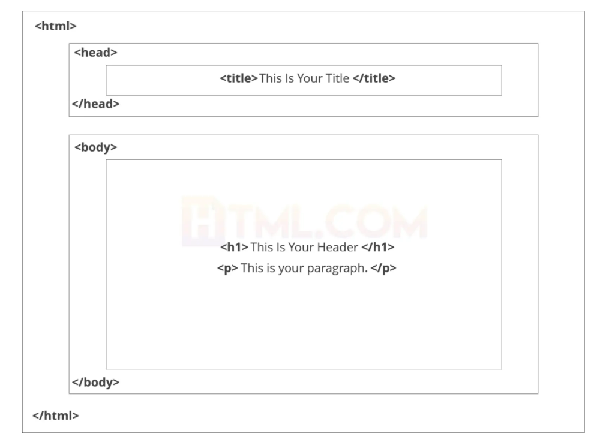 <html>
<head>
<title>This Is Your Title </title>
</head>
<body>
HTML.COM
<h1> This Is Your Header </h1>
<p> This is your paragraph. </p>
</body>
</html>